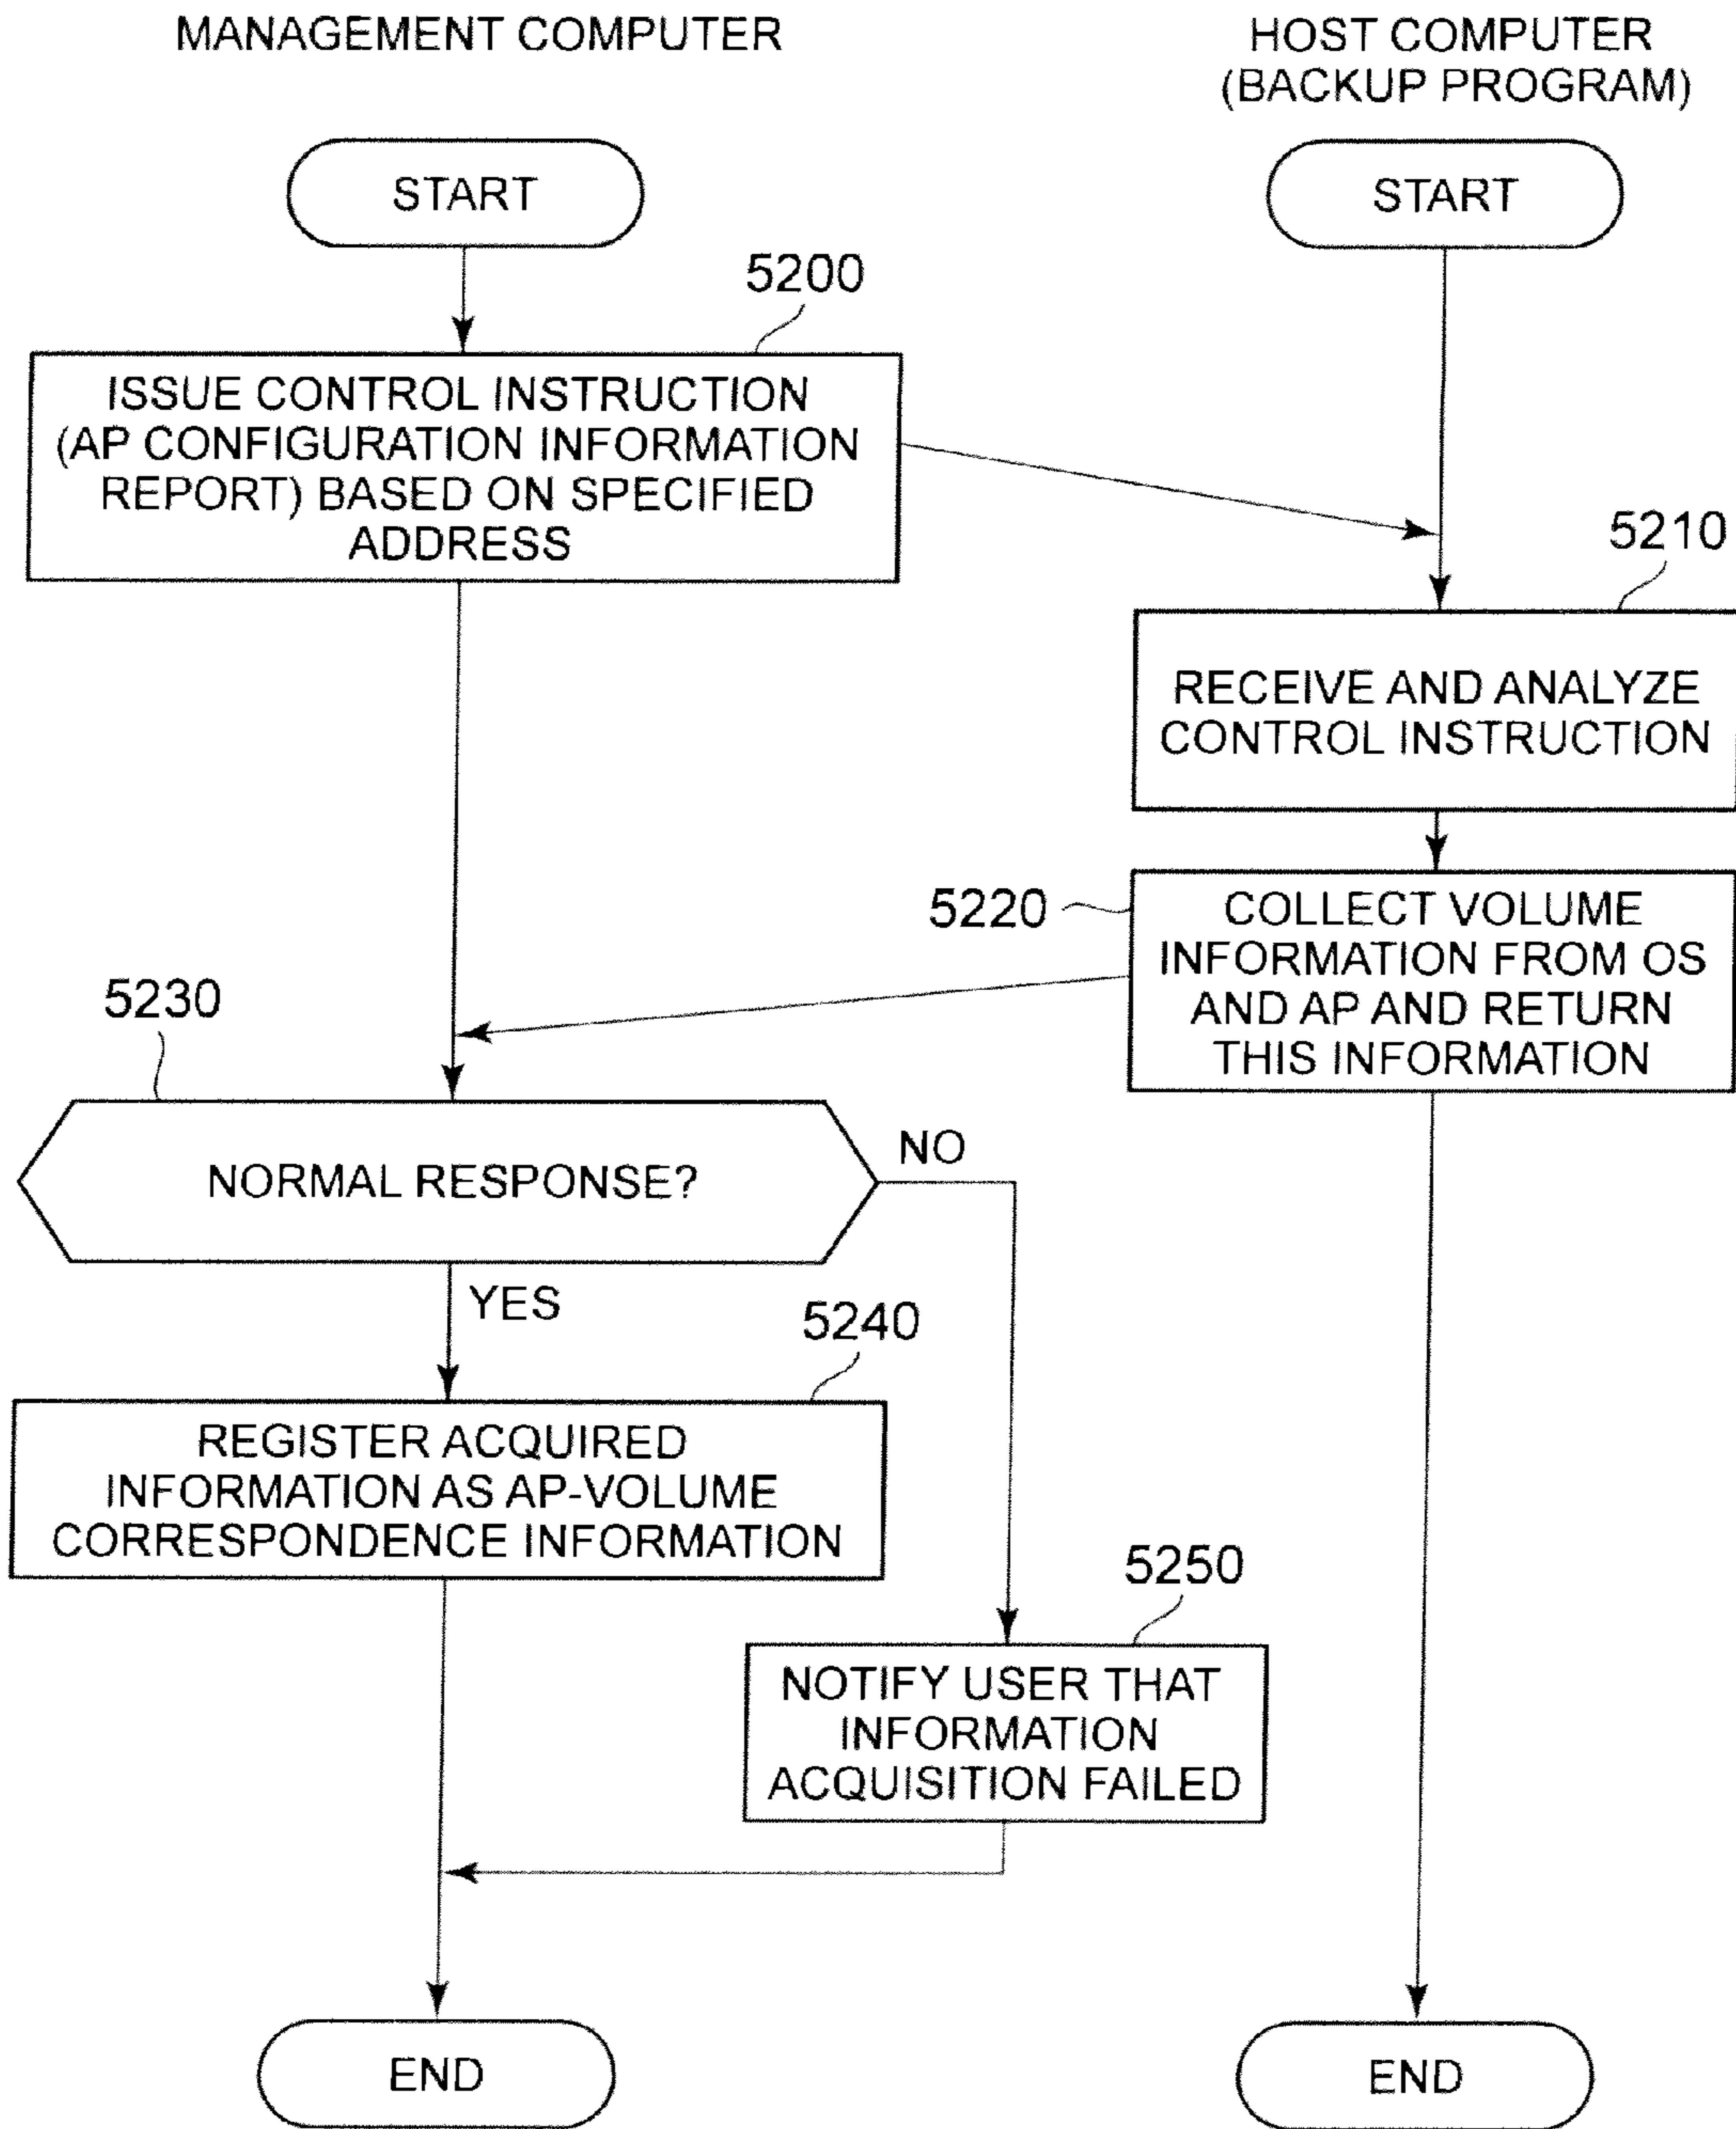 MANAGEMENT COMPUTER
HOST COMPUTER
(BACKUP PROGRAM)
START
START
5200
ISSUE CONTROL INSTRUCTION
(AP CONFIGURATION INFORMATION
REPORT) BASED ON SPECIFIED
ADDRESS
5210
RECEIVE AND ANALYZE
CONTROL INSTRUCTION
5220
COLLECT VOLUME
INFORMATION FROM OS
AND AP AND RETURN
THIS INFORMATION
5230
NORMAL RESPONSE?
NO
YES
5240
REGISTER ACQUIRED
INFORMATION AS AP-VOLUME
CORRESPONDENCE INFORMATION
5250
NOTIFY USER THAT
INFORMATION
ACQUISITION FAILED
END
END